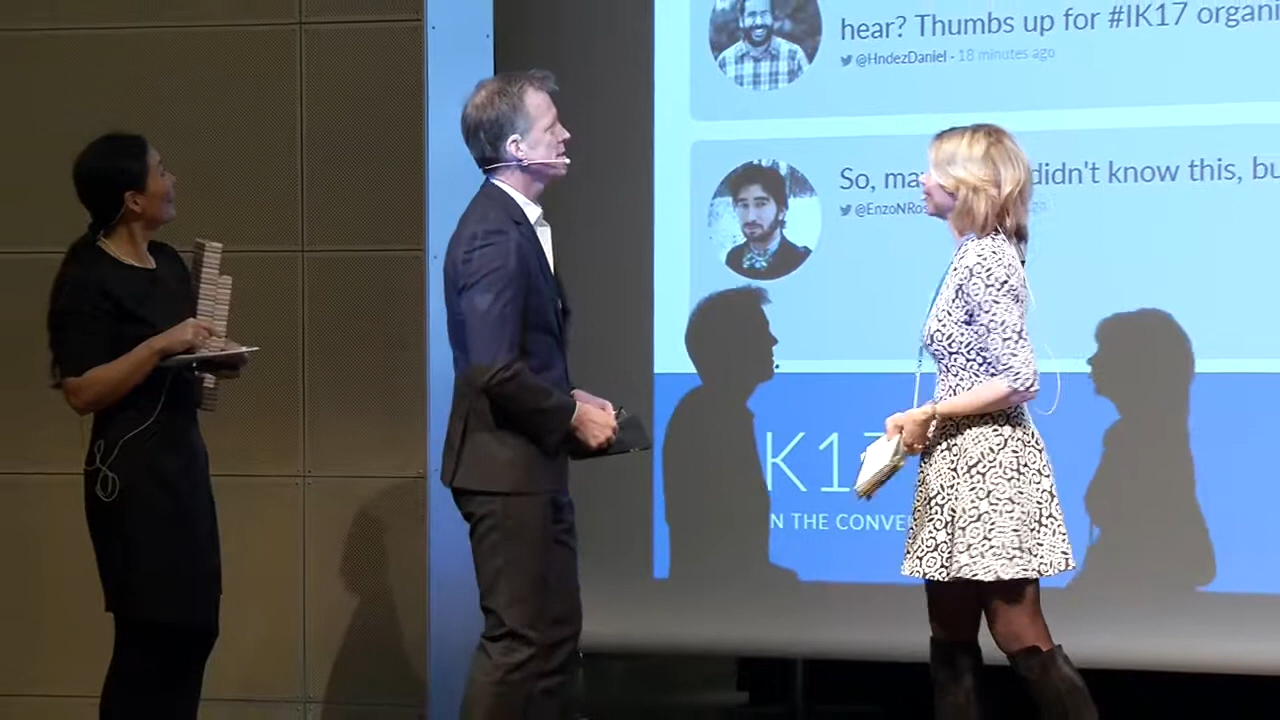 hear? Thumbs up for #IK17 organi
@HndezDaniel - 18 minutes ago
So, ma didn't know this, bu
@EnzoNRos
K17
N THE CONVE